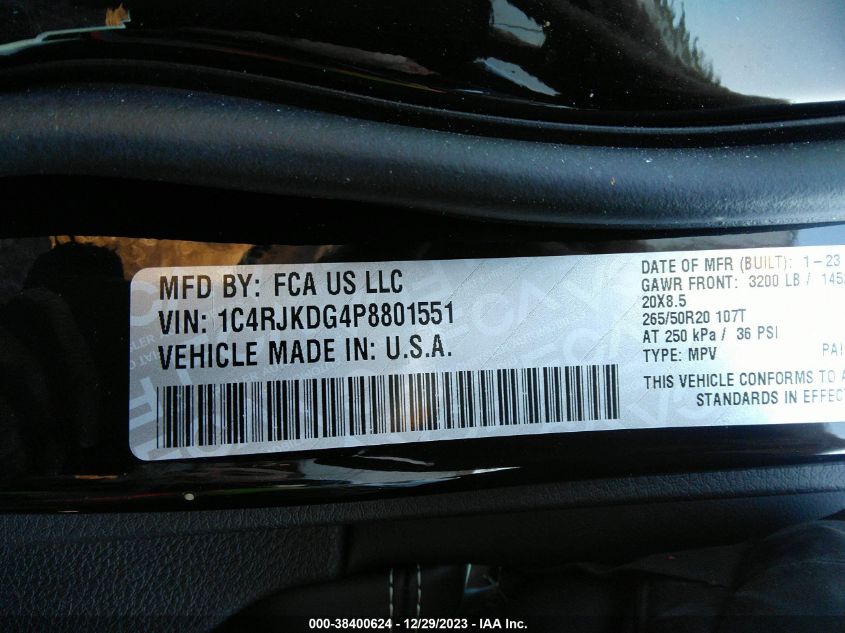 MFD BY: FCA US LLC
VIN: 1C4RJKDG4P8801551
VEHICLE MADE IN: U.S.A.
DATE OF MFR (BUILT): 1-23
GAWR FRONT: 3200 LB /
20X8.5
265/50R20 107T
AT 250 kPa / 36 PSI
TYPE: MPV
THIS VEHICLE CONFORMS TO
STANDARDS IN
000-38400624 - 12/29/2023 - IAA Inc.